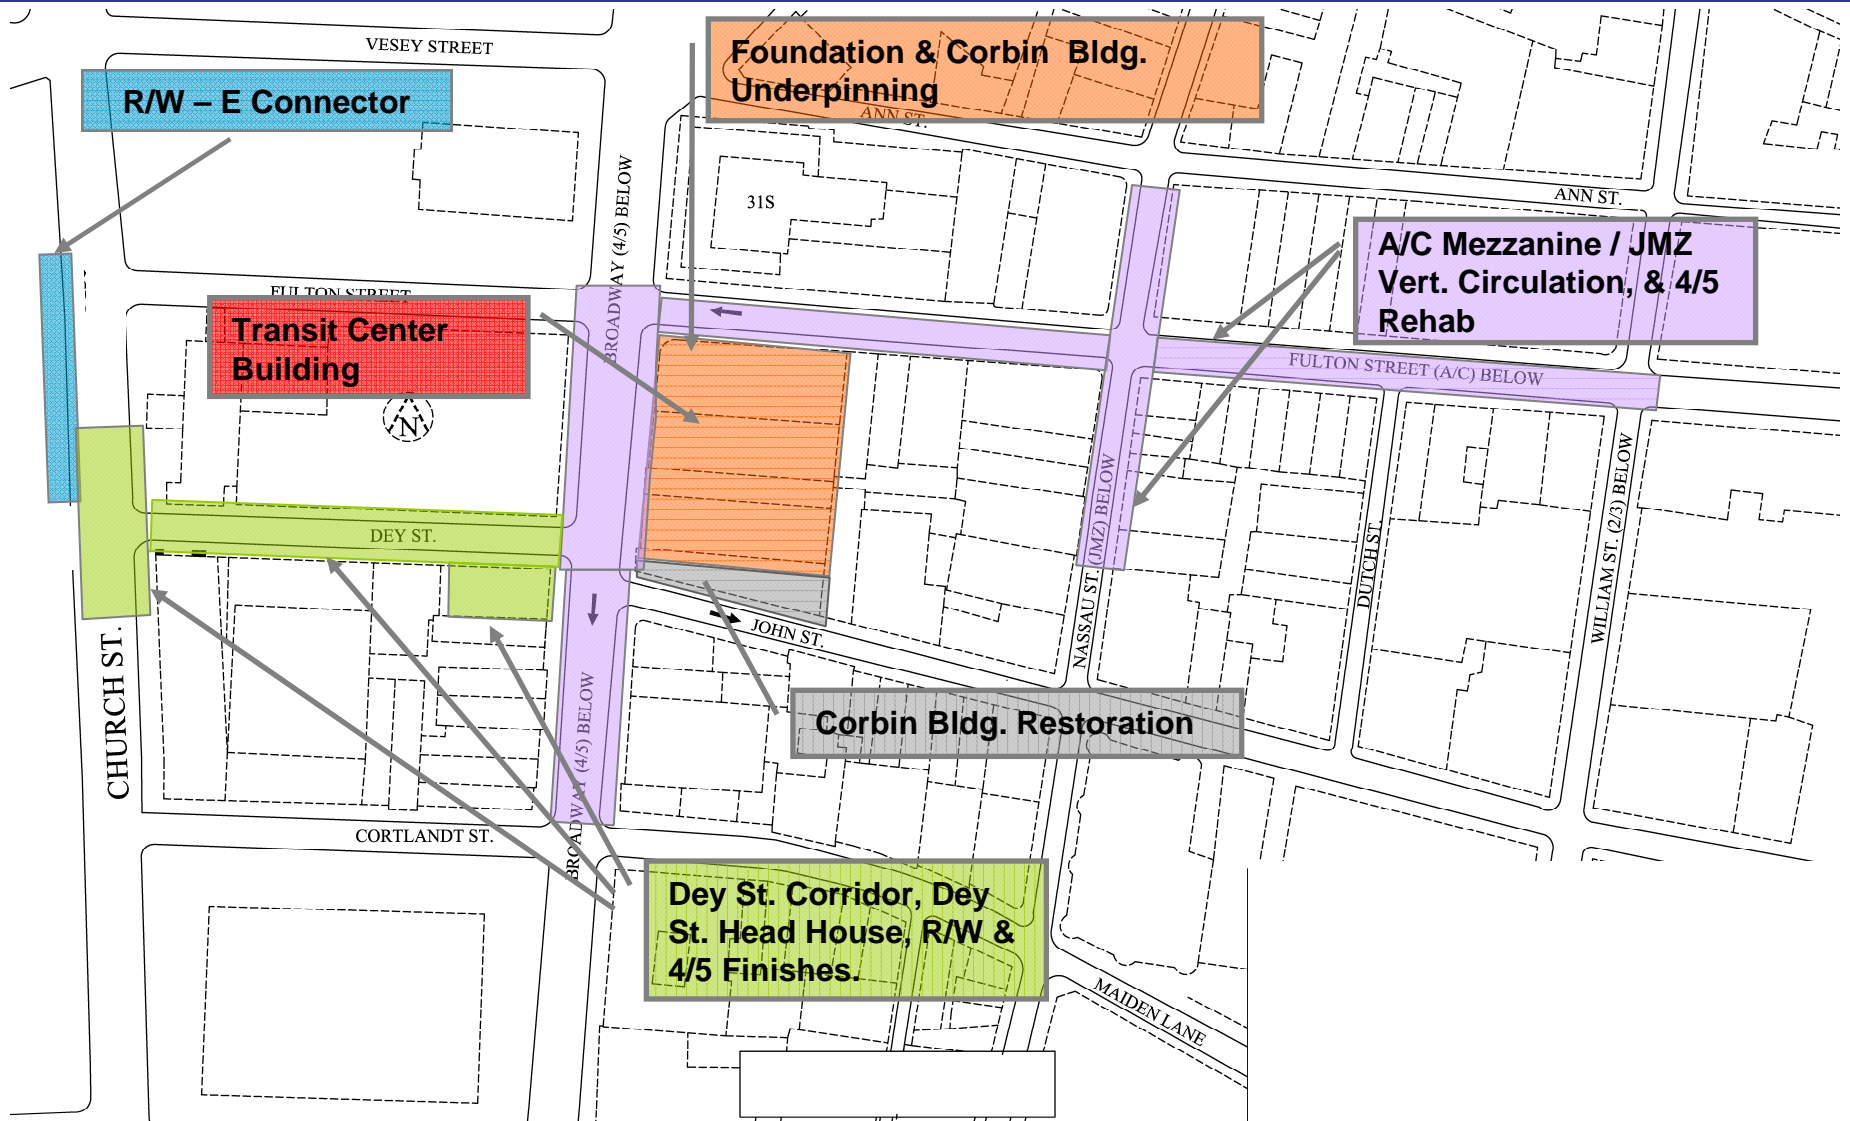 VESEY STREET
Foundation & Corbin Bldg.
Underpinning
R/W – E Connector
ANN ST.
BROADWAY (4/5) BELOW
31S
ANN ST.
A/C Mezzanine / JMZ
Vert. Circulation, & 4/5
Rehab
FULTON STREET
Transit Center
Building
FULTON STREET (A/C) BELOW
N
DEY ST.
NASSAU ST. (JMZ) BELOW
DUTCH ST.
WILLIAM ST. (2/3) BELOW
JOHN ST.
CHURCH ST.
Corbin Bldg. Restoration
BROADWAY (4/5) BELOW
CORTLANDT ST.
Dey St. Corridor, Dey
St. Head House, R/W &
4/5 Finishes.
MAIDEN LANE